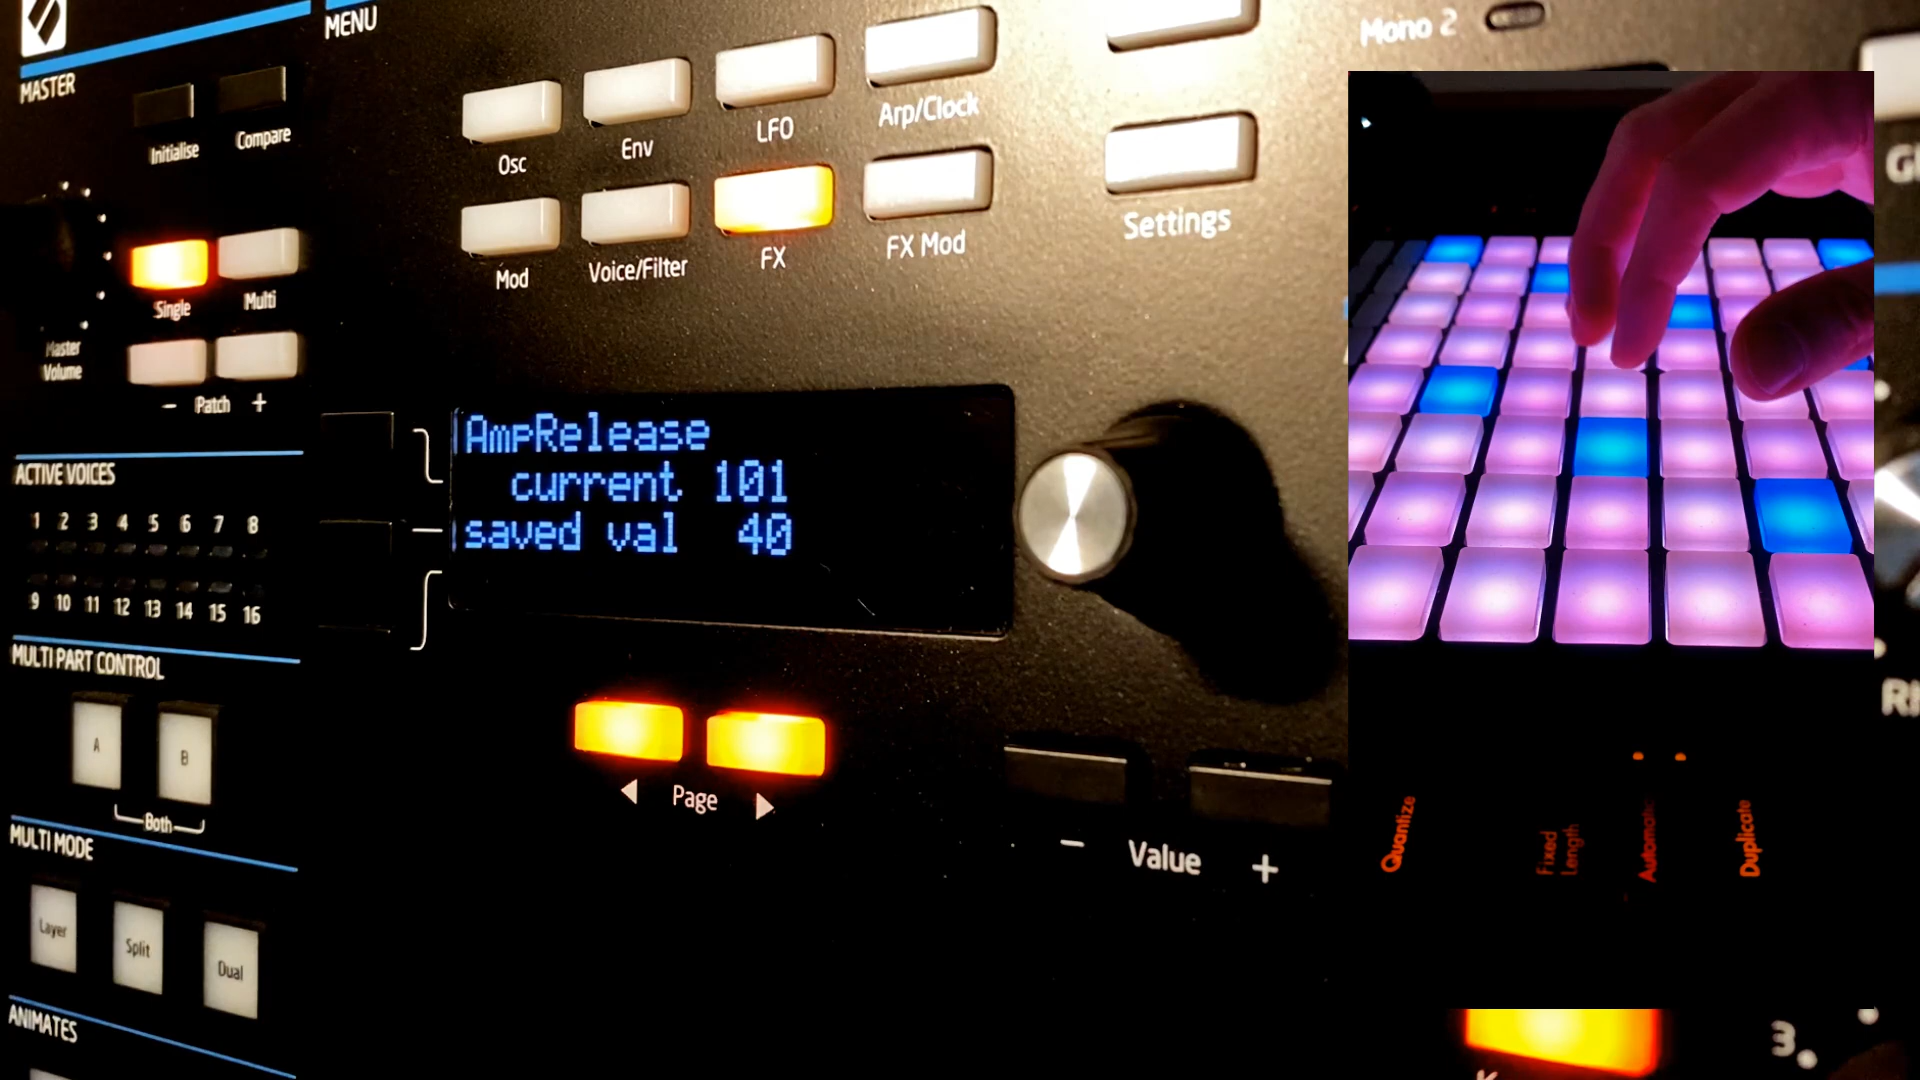 MASTER
MENU
Mono 2
Initialise
Compare
Osc
Env
LFO
Arp/Clock
Settings
Single
Multi
Mod
Voice/Filter
FX
FX Mod
Master
Volume
− Patch +
AmpRelease
current 101
saved val 40
ACTIVE VOICES
1 2 3 4 5 6 7 8
9 10 11 12 13 14 15 16
MULTI PART CONTROL
A
B
Both
Page
− Value +
MULTI MODE
Layer
Split
Dual
ANIMATES
Quantize
Fixed
Length
Duplicate
3